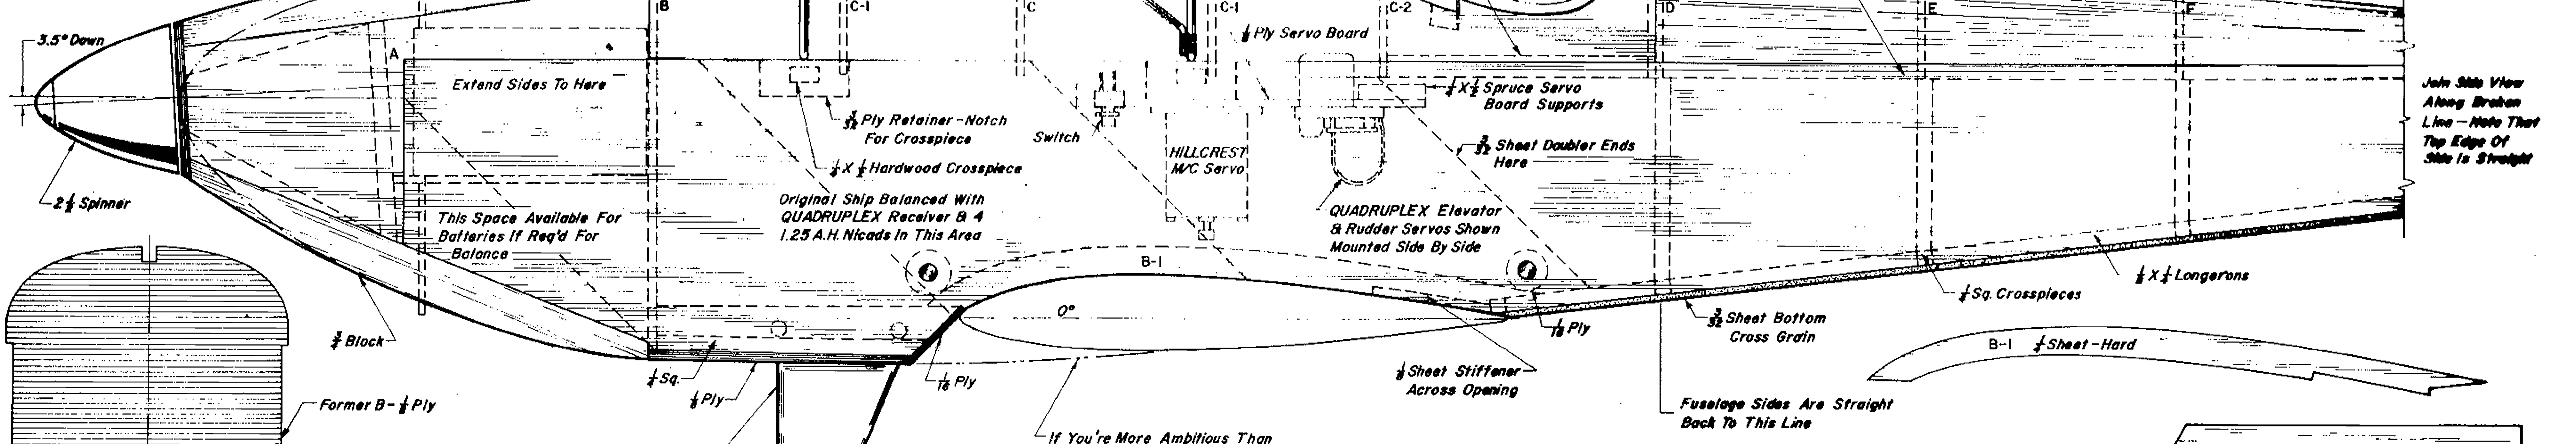 B
C-1
C
C-1
C-2
D
E
F
3.5° Down
A
Extend Sides To Here
1/8 Ply Servo Board
1/4 X 1/2 Spruce Servo
Board Supports
Join Side View
Along Broken
Line - Note That
Top Edge Of
Side Is Straight
3/32 Ply Retainer - Notch
For Crosspiece
Switch
HILLCREST
M/C Servo
3/32 Sheet Doubler Ends
Here
Hardwood Crosspiece
2 1/2 Spinner
This Space Available For
Batteries If Req'd For
Balance
Original Ship Balanced With
QUADRUPLEX Receiver & 4
1.25 A.H. Nicads In This Area
QUADRUPLEX Elevator
& Rudder Servos Shown
Mounted Side By Side
B-1
0°
1/8 X 1/4 Longerons
1/4 Sq. Crosspieces
3/32 Sheet Bottom
Cross Grain
1/16 Ply
3/4 Block
B-1 1/4 Sheet - Hard
1/4 Sq.
1/8 Ply
1/16 Ply
1/8 Sheet Stiffener
Across Opening
Former B - 1/8 Ply
Fuselage Sides Are Straight
Back To This Line
If You're More Ambitious Than